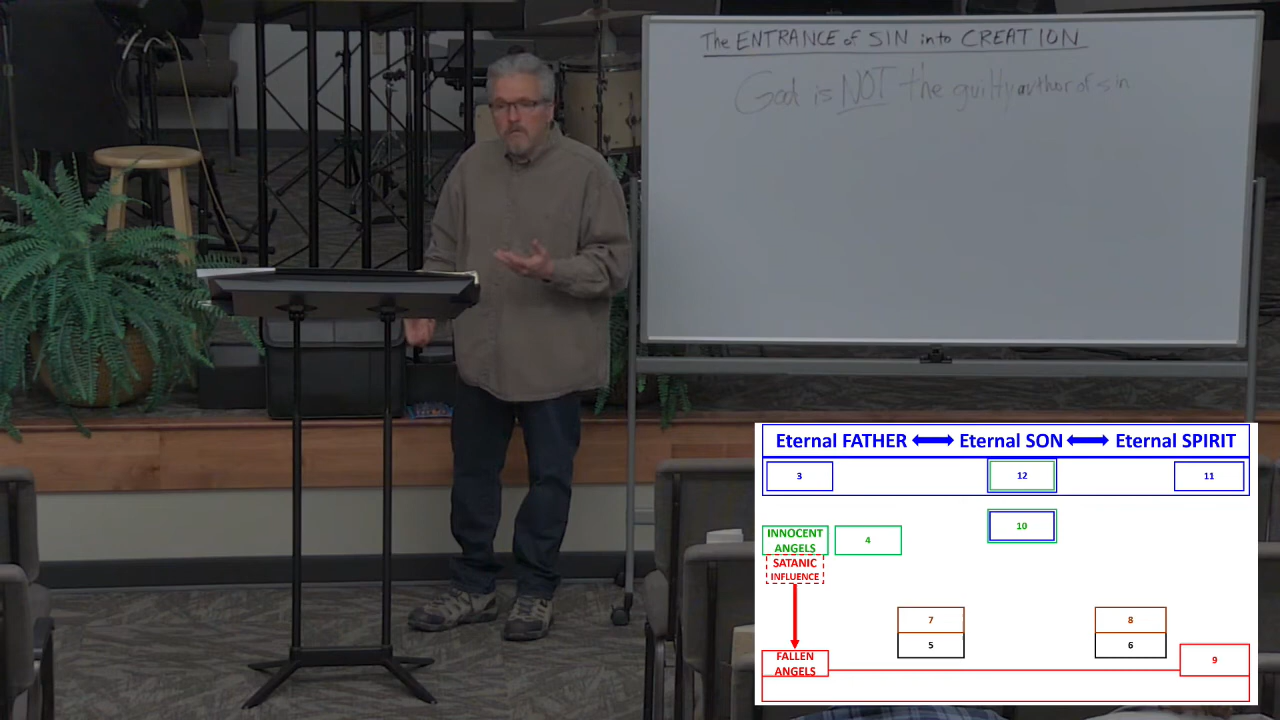 The ENTRANCE of SIN into CREATION
God is NOT the guilty author of sin
Eternal FATHER Eternal SON Eternal SPIRIT
3 12 11
10
INNOCENT
ANGELS
4
SATANIC
INFLUENCE
7 8
5 6
FALLEN
ANGELS
9